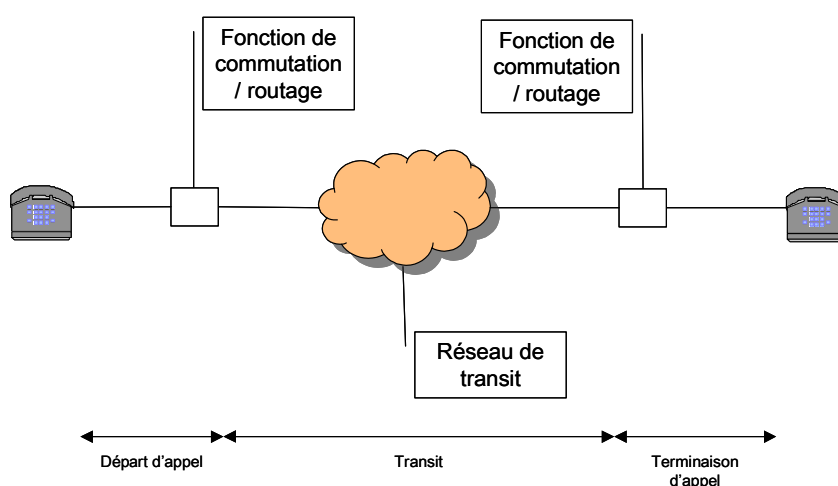 Fonction de
commutation
/ routage
Fonction de
commutation
/ routage
Réseau de
transit
Départ d'appel
Transit
Terminaison
d'appel